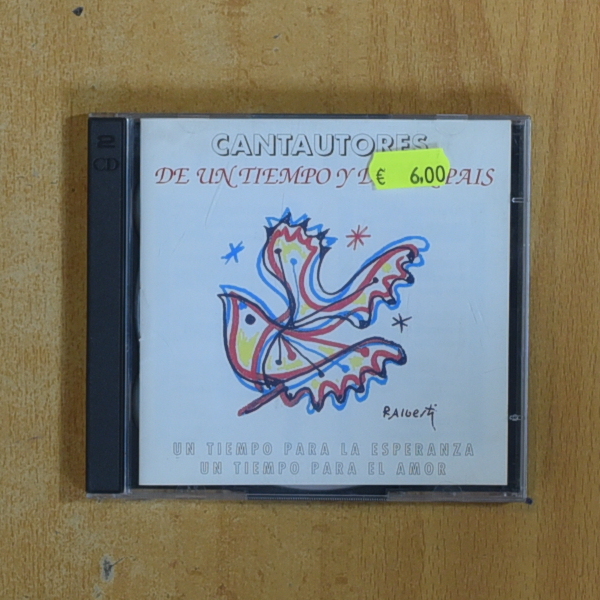 2
CD
CANTAUTORES
DE UN TIEMPO Y PAIS
€ 6,00
R. Alberti
UN TIEMPO PARA LA ESPERANZA
UN TIEMPO PARA EL AMOR